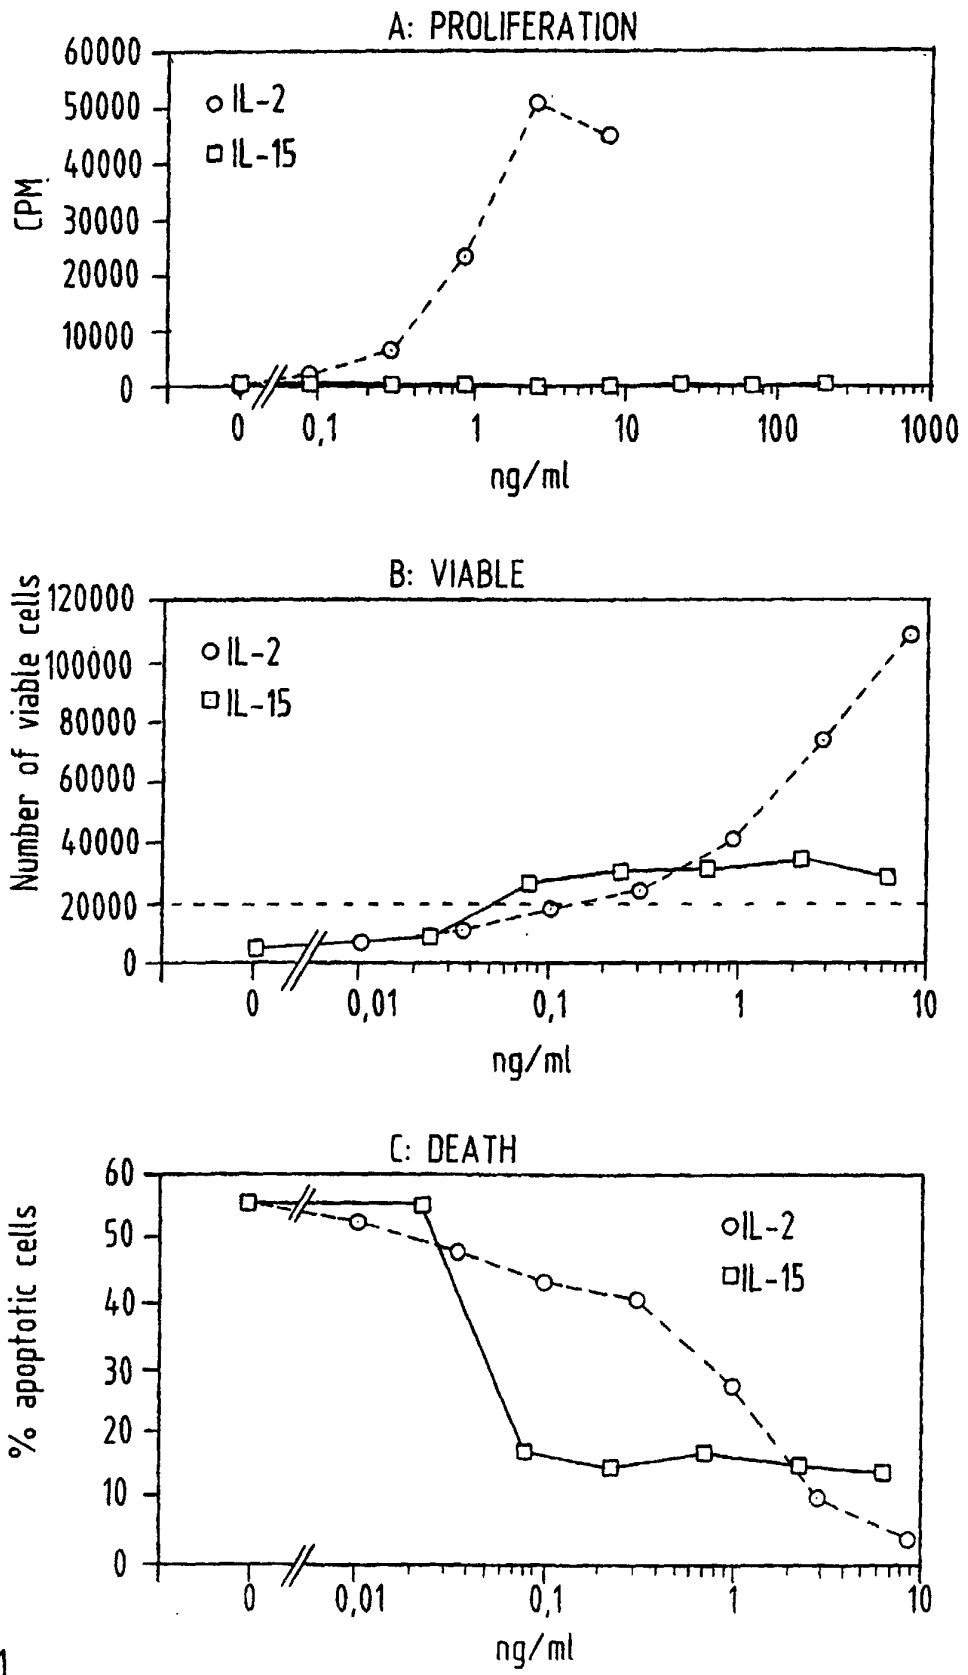 A: PROLIFERATION
60000
50000
40000
30000
20000
10000
0
CPM
IL-2
IL-15
0 0,1 1 10 100 1000
ng/ml
B: VIABLE
120000
100000
80000
60000
40000
20000
0
Number of viable cells
IL-2
IL-15
0 0,01 0,1 1 10
ng/ml
C: DEATH
60
50
40
30
20
10
0
% apoptotic cells
IL-2
IL-15
0 0,01 0,1 1 10
ng/ml